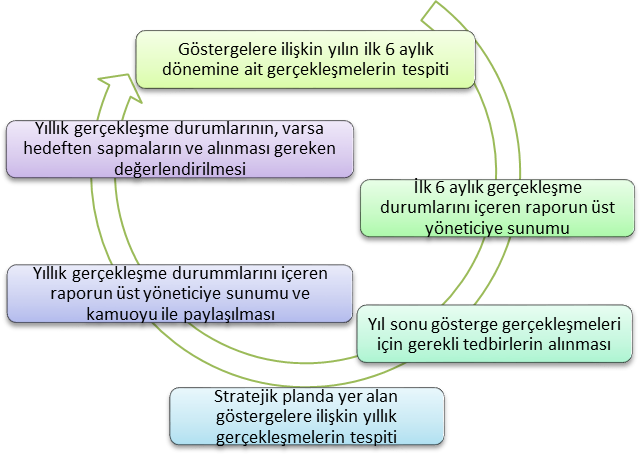 Göstergelere ilişkin yılın ilk 6 aylık
dönemine ait gerçekleşmelerin tespiti
İlk 6 aylık gerçekleşme
durumlarını içeren raporun üst
yöneticiye sunumu
Yıl sonu gösterge gerçekleşmeleri
için gerekli tedbirlerin alınması
Stratejik planda yer alan
göstergelere ilişkin yıllık
gerçekleşmelerin tespiti
Yıllık gerçekleşme durummlarını içeren
raporun üst yöneticiye sunumu ve
kamuoyu ile paylaşılması
Yıllık gerçekleşme durumlarının, varsa
hedeften sapmaların ve alınması gereken
değerlendirilmesi